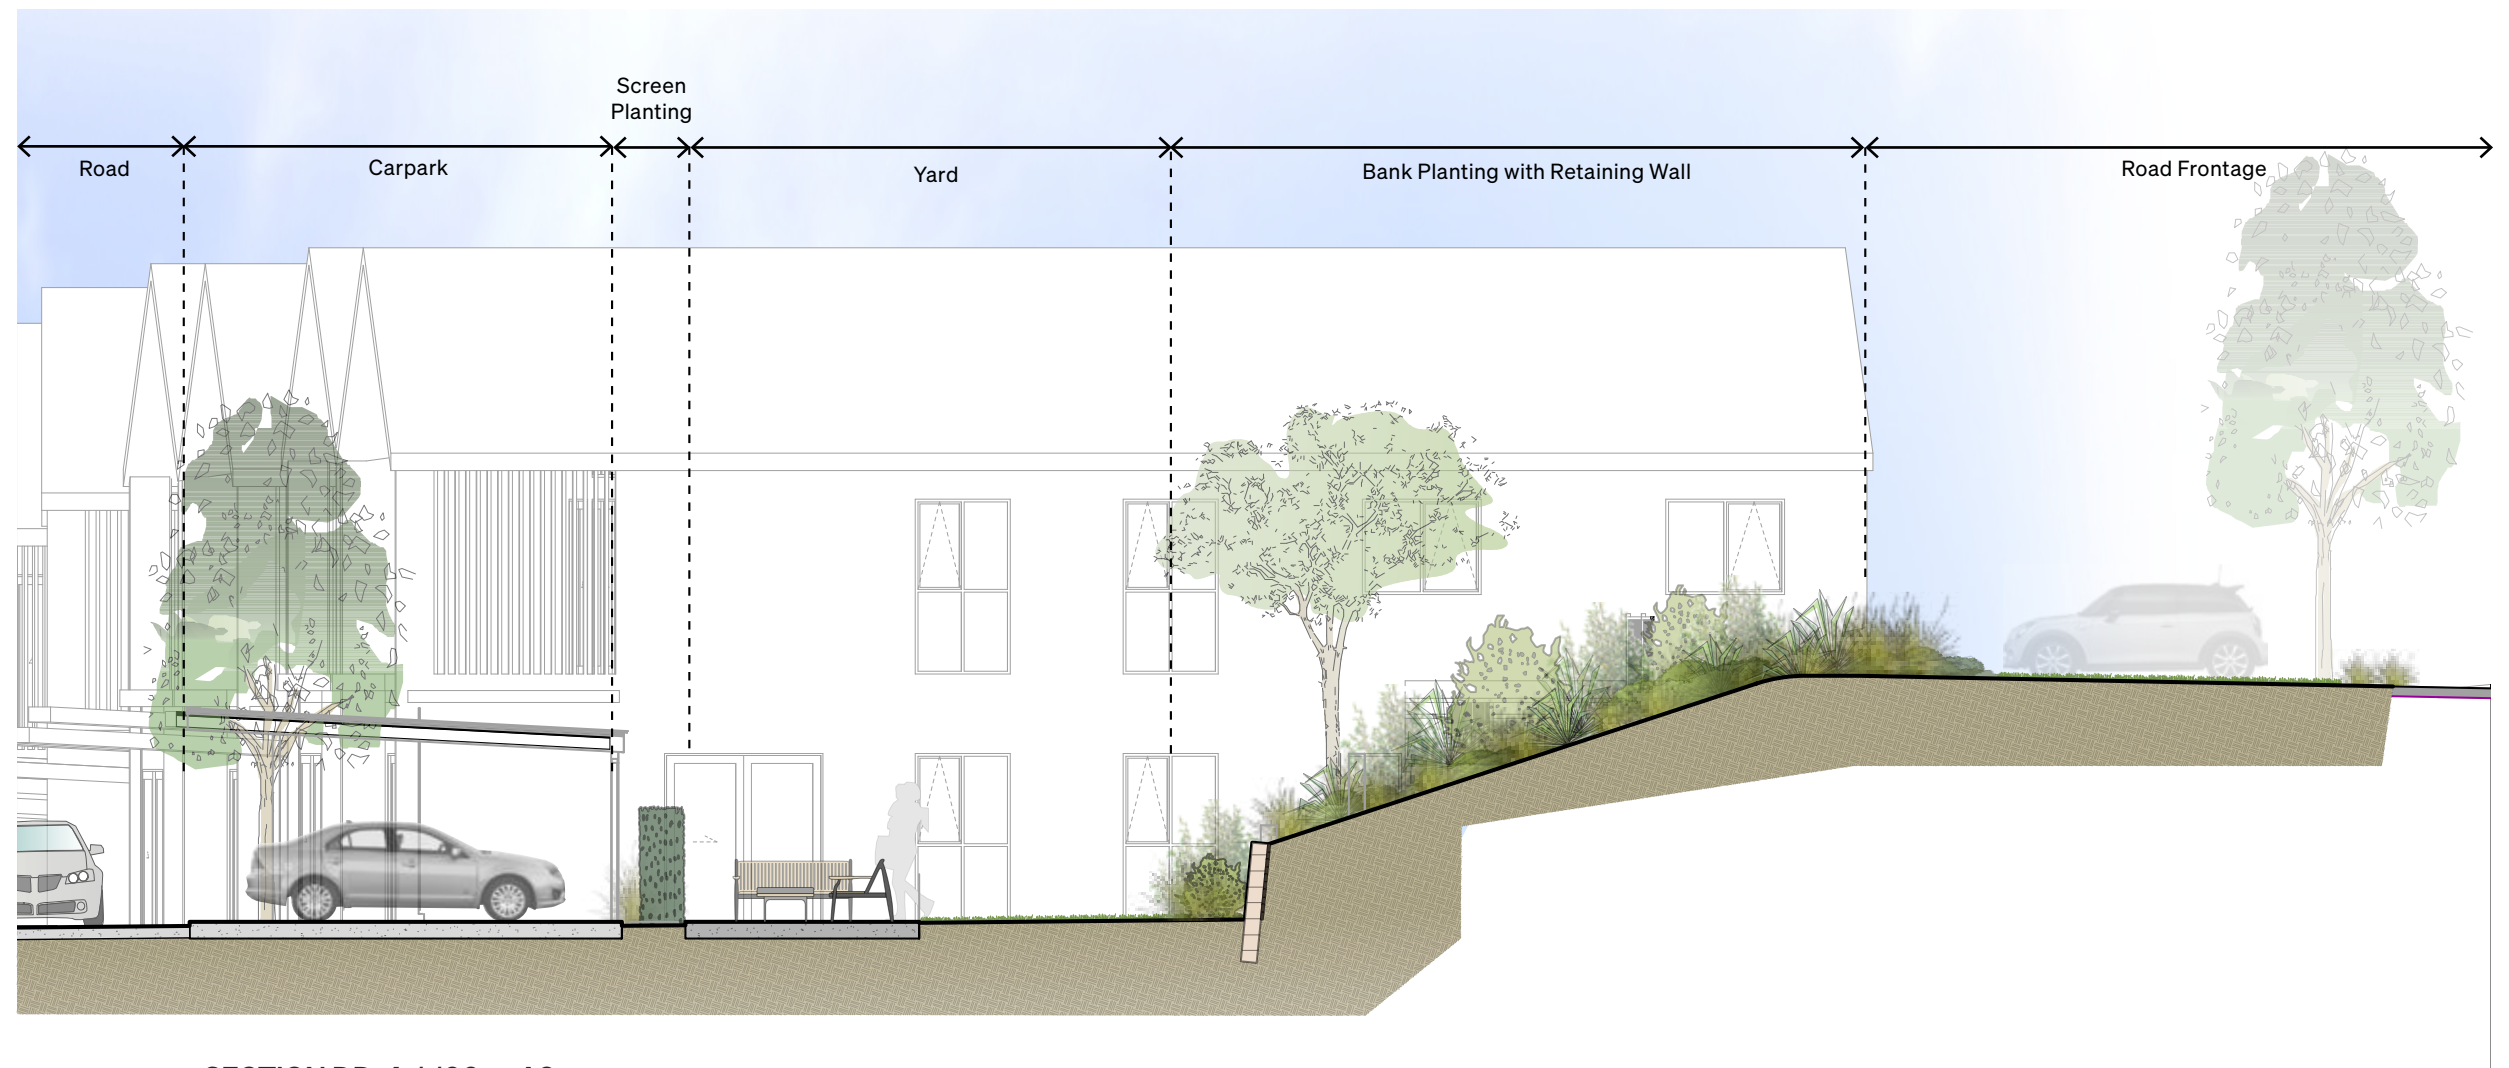 Screen
Planting
Road
Carpark
Yard
Bank Planting with Retaining Wall
Road Frontage